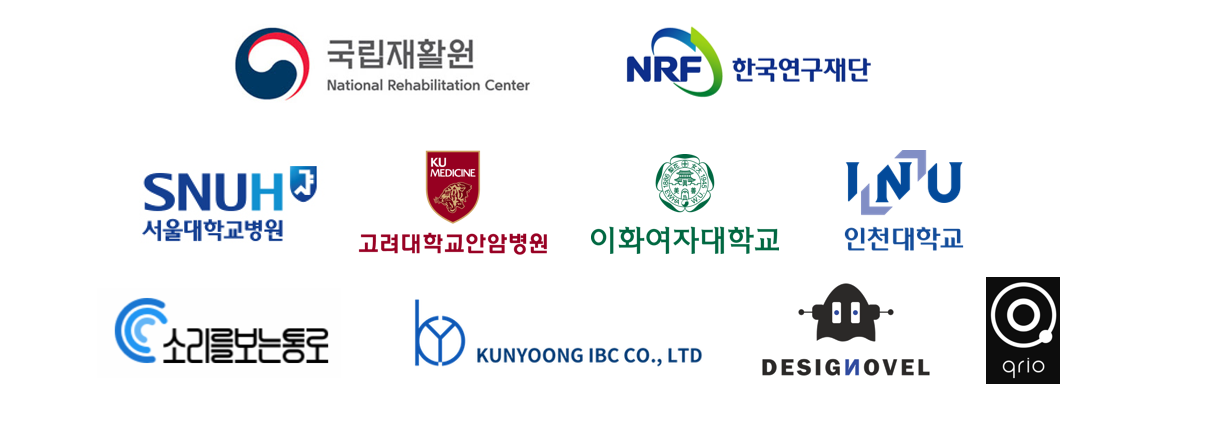 국립재활원
National Rehabilitation Center
NRF 한국연구재단
SNUH
서울대학교병원
KU
MEDICINE
고려대학교안암병원
이화여자대학교
INU
인천대학교
소리를보는통로
KUNYOONG IBC CO., LTD
DESIGNOVEL
qrio